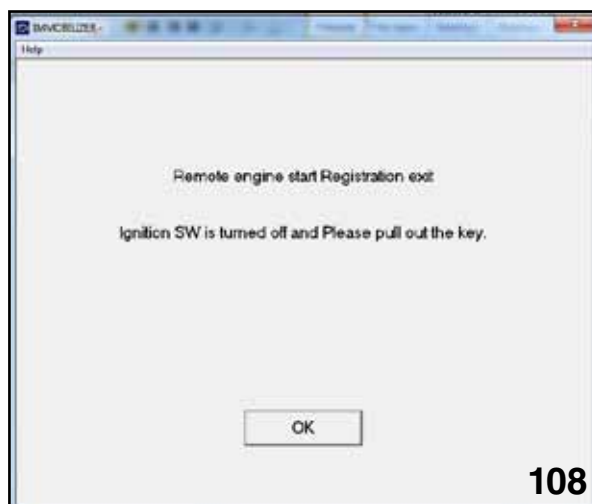 IMMOBILIZER -
Help
Remote engine start Registration exit
Ignition SW is turned off and Please pull out the key.
OK
108